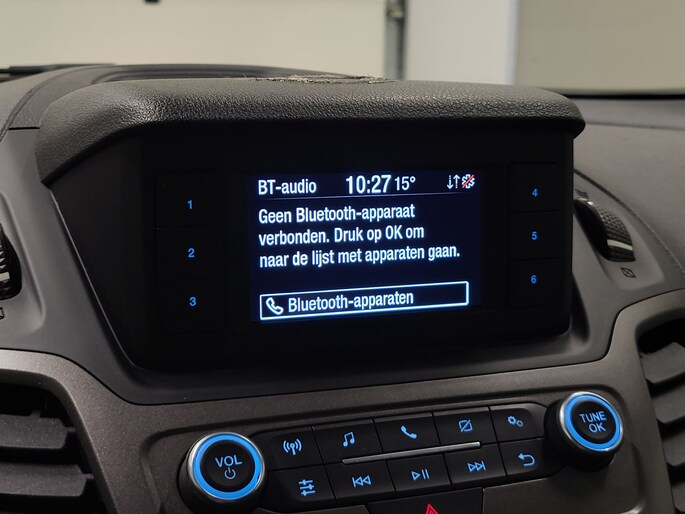 BT-audio 10:27 15°
Geen Bluetooth-apparaat
verbonden. Druk op OK om
naar de lijst met apparaten gaan.
Bluetooth-apparaten
1
2
3
4
5
6
VOL
TUNE
OK